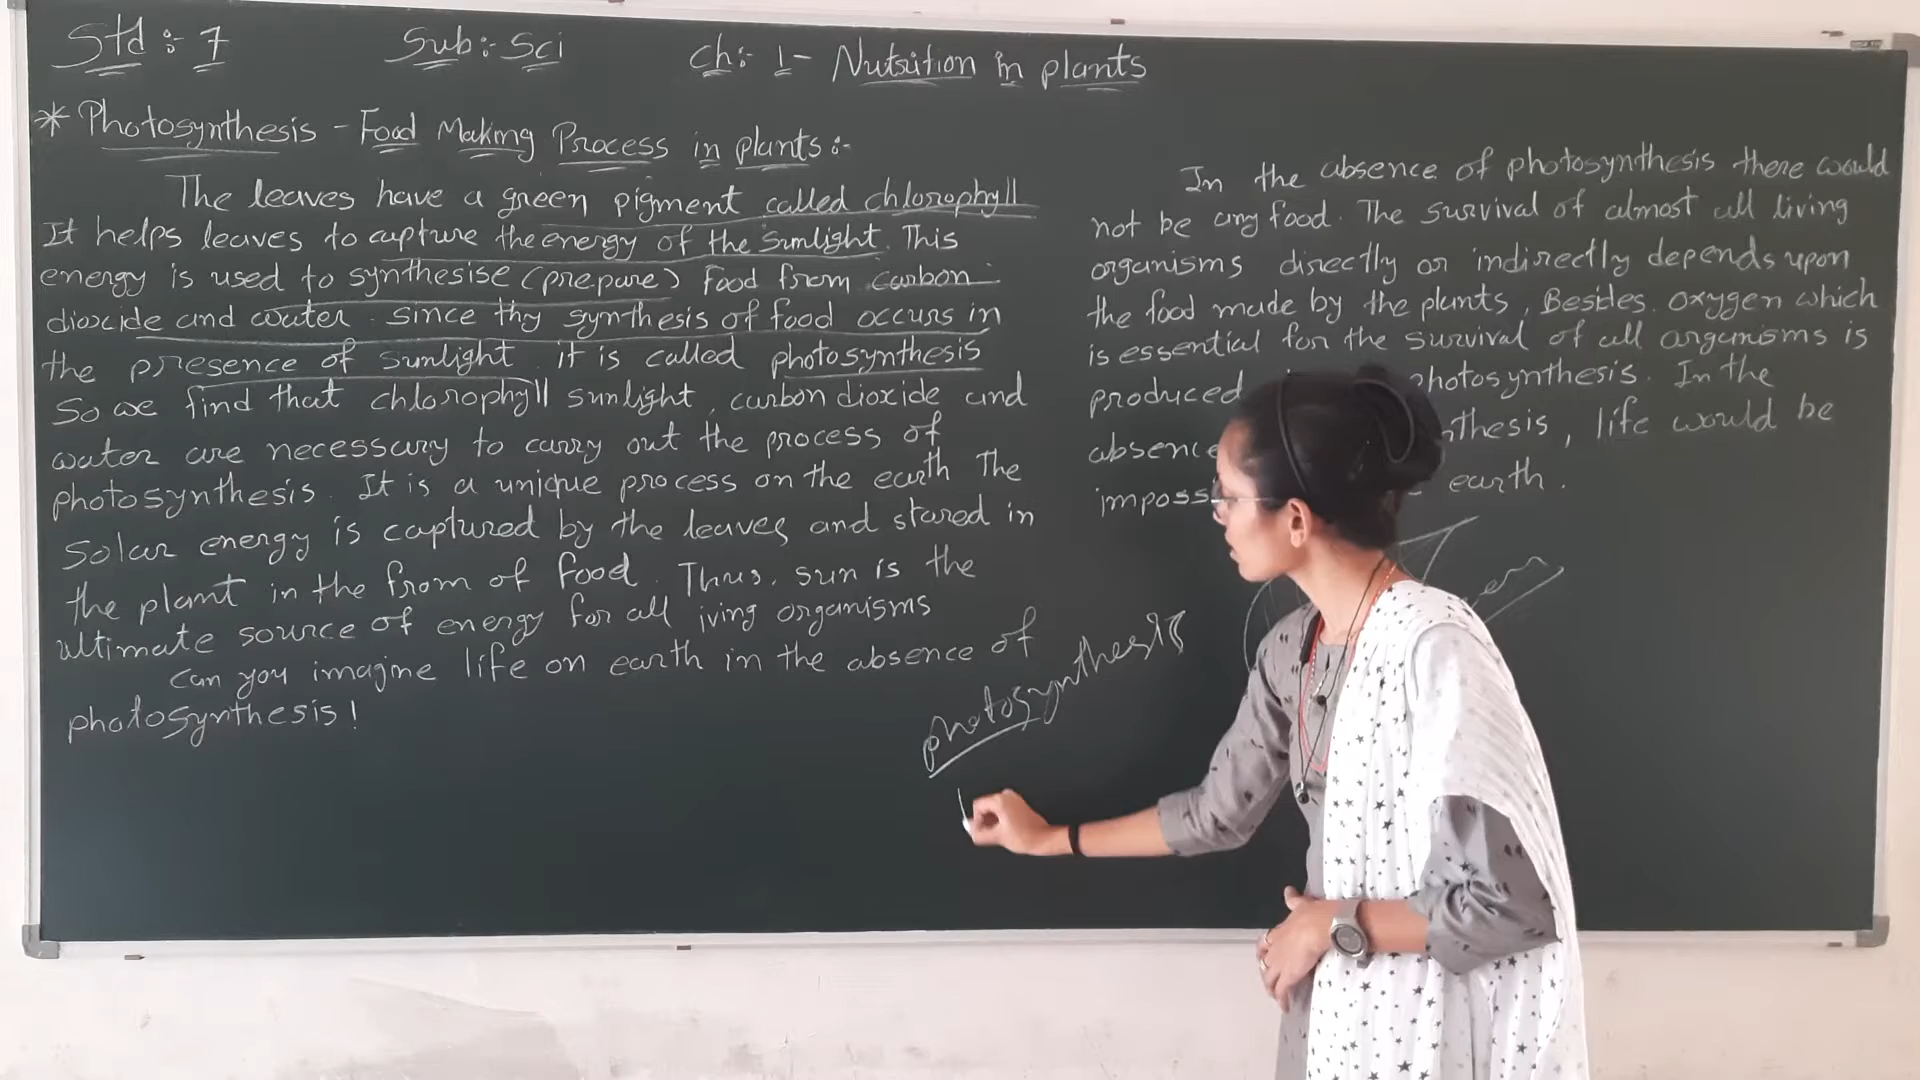 Std :- 7 Sub :- Sci ch :- 1 - Nutrition in plants
* Photosynthesis - Food Making Process in plants :-
The leaves have a green pigment called chlorophyll
It helps leaves to capture the energy of the sunlight. This
energy is used to synthesise (prepare) food from carbon
dioxcide and water. since thy synthesis of food occurs in
the presence of sunlight it is called photosynthesis
So we find that chlorophyll sunlight, carbon dioxide and
water are necessary to carry out the process of
photosynthesis. It is a unique process on the earth The
Solar energy is captured by the leaves and stared in
the plant in the from of food. Thus, sun is the
ultimate source of energy for all iving organisms
can you imagine life on earth in the absence of
photosynthesis!
In the absence of photosynthesis there would
not be any food. The survival of almost all living
organisms directly or indirectly depends upon
the food made by the plants, Besides. oxygen which
is essential for the survival of all organisms is
produced photosynthesis. In the
absence nthesis, life would be
imposs earth.
photosynthesis